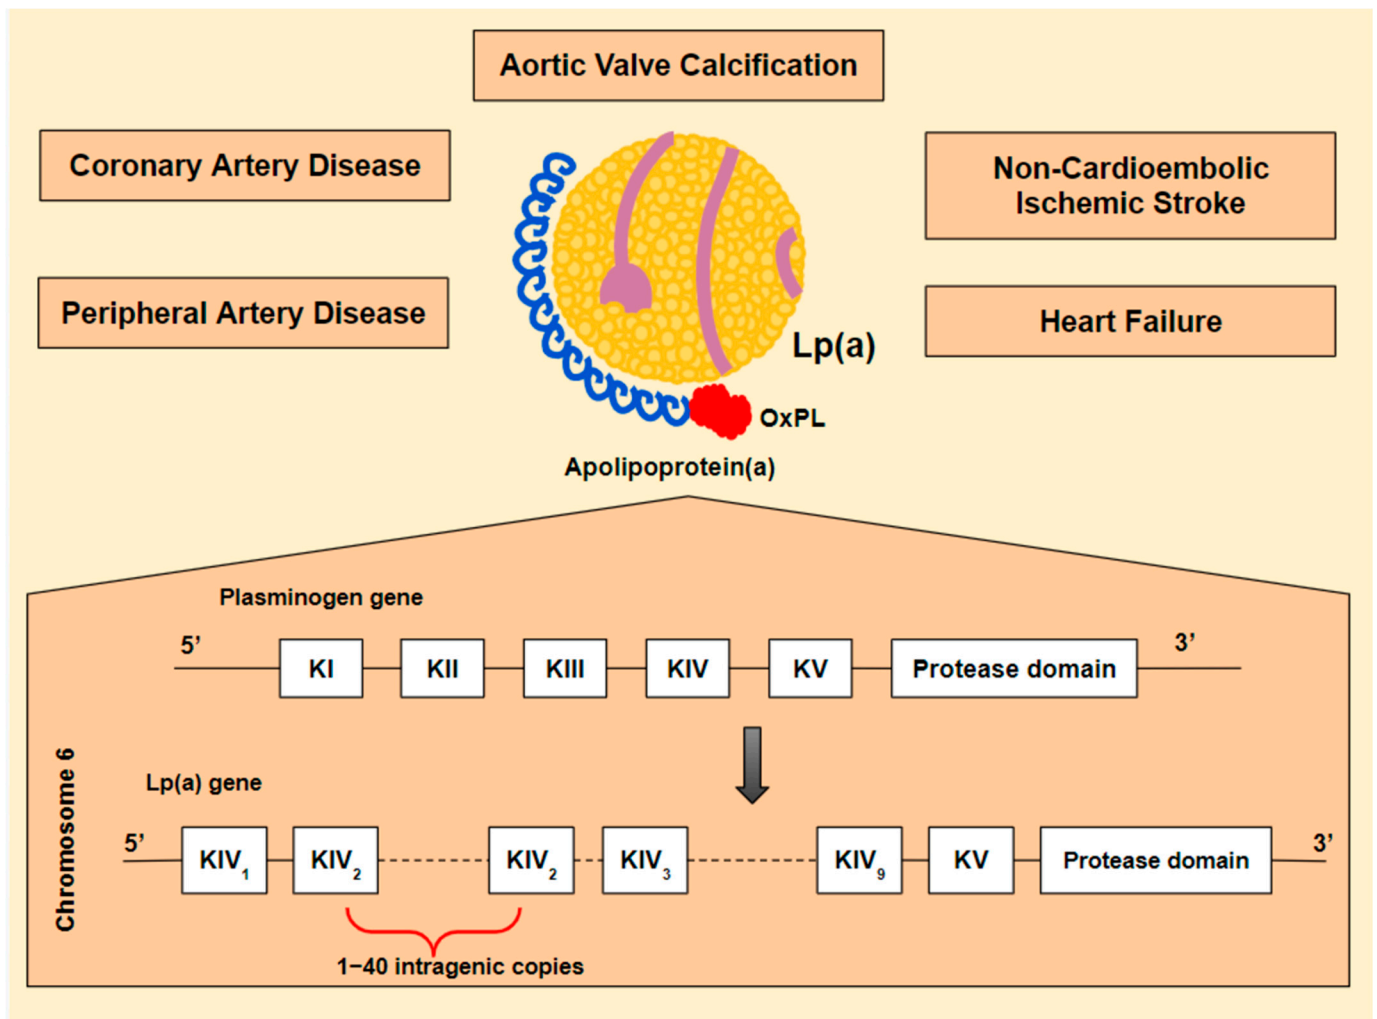 Aortic Valve Calcification
Coronary Artery Disease
Non-Cardioembolic
Ischemic Stroke
Peripheral Artery Disease
Heart Failure
Lp(a)
OxPL
Apolipoprotein(a)
Plasminogen gene
5’ KI KII KIII KIV KV Protease domain 3’
Chromosome 6
Lp(a) gene
5’ KIV1 KIV2 KIV2 KIV3 KIV9 KV Protease domain 3’
1−40 intragenic copies